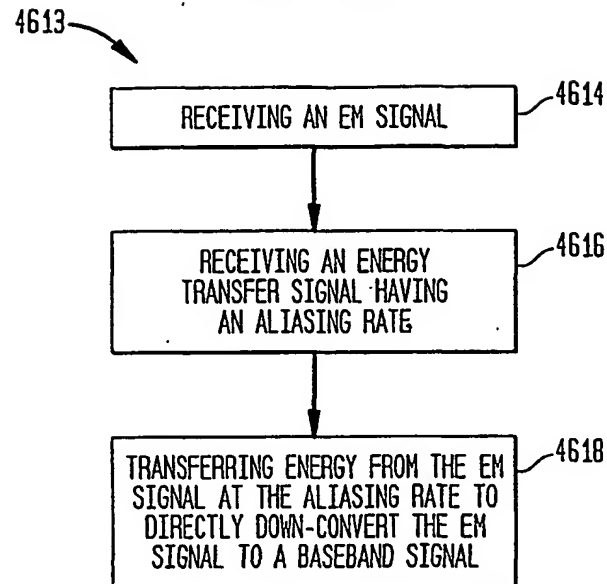 4613
RECEIVING AN EM SIGNAL
4614
RECEIVING AN ENERGY
TRANSFER SIGNAL HAVING
AN ALIASING RATE
4616
TRANSFERRING ENERGY FROM THE EM
SIGNAL AT THE ALIASING RATE TO
DIRECTLY DOWN-CONVERT THE EM
SIGNAL TO A BASEBAND SIGNAL
4618